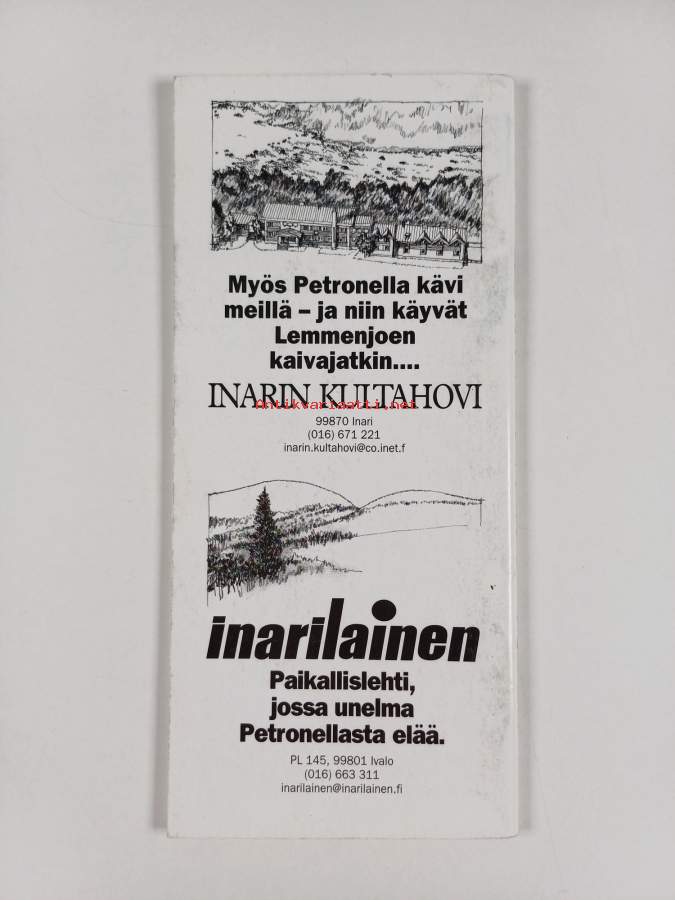 Myös Petronella kävi
meillä – ja niin käyvät
Lemmenjoen
kaivajatkin....
INARIN KULTAHOVI
Antikvariaatti.net
99870 Inari
(016) 671 221
inarin.kultahovi@co.inet.f
inarilainen
Paikallislehti,
jossa unelma
Petronellasta elää.
PL 145, 99801 Ivalo
(016) 663 311
inarilainen@inarilainen.fi